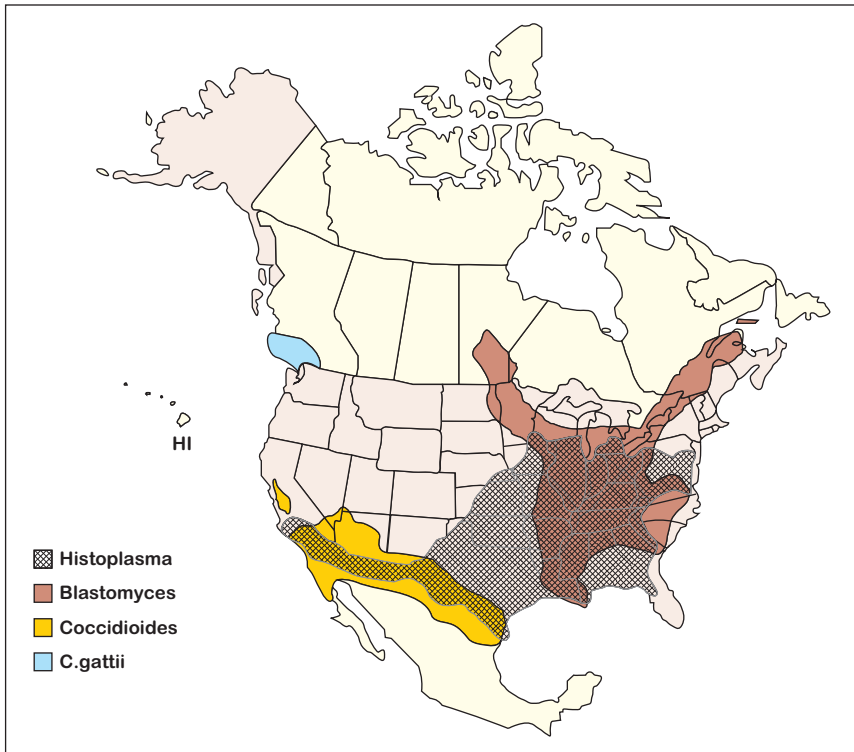 HI
Histoplasma
Blastomyces
Coccidioides
C.gattii